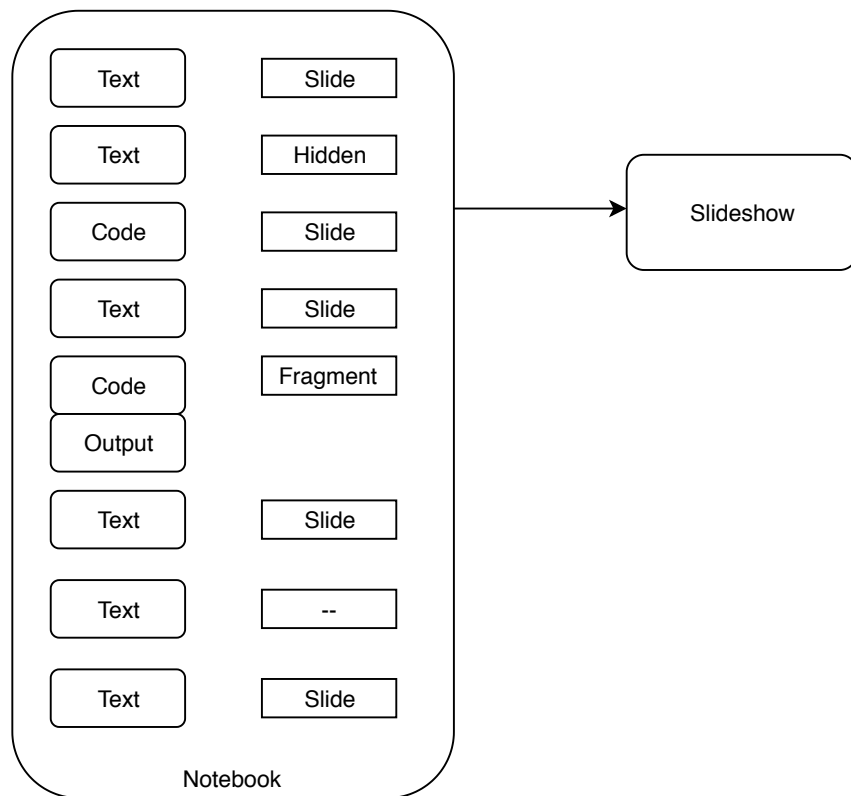 Text
Slide
Text
Hidden
Code
Slide
Text
Slide
Code
Fragment
Output
Text
Slide
Text
--
Text
Slide
Notebook
Slideshow